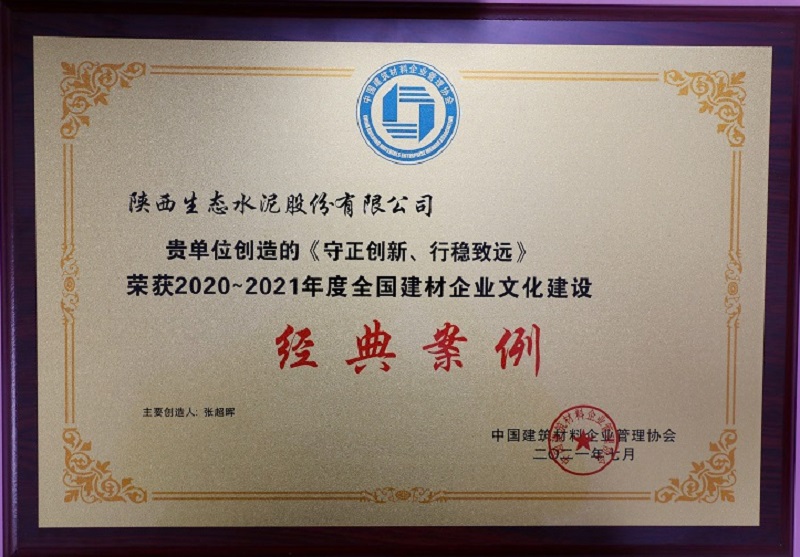 中国建筑材料企业管理协会
陕西生态水泥股份有限公司
贵单位创造的《守正创新、行稳致远》
荣获2020~2021年度全国建材企业文化建设
经典案例
主要创造人: 张超晖
中国建筑材料企业管理协会
二〇二一年七月